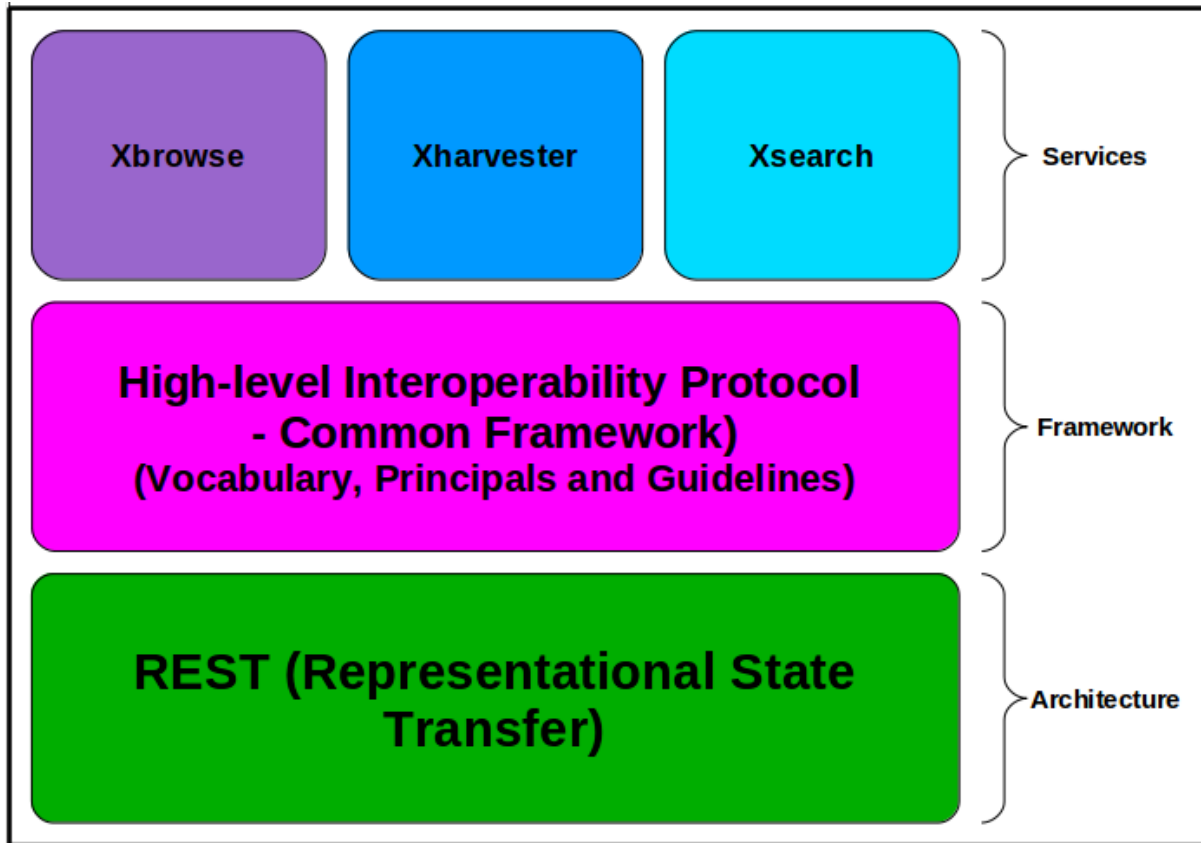 Xbrowse
Xharvester
Xsearch
Services
High-level Interoperability Protocol
- Common Framework)
(Vocabulary, Principals and Guidelines)
Framework
REST (Representational State
Transfer)
Architecture